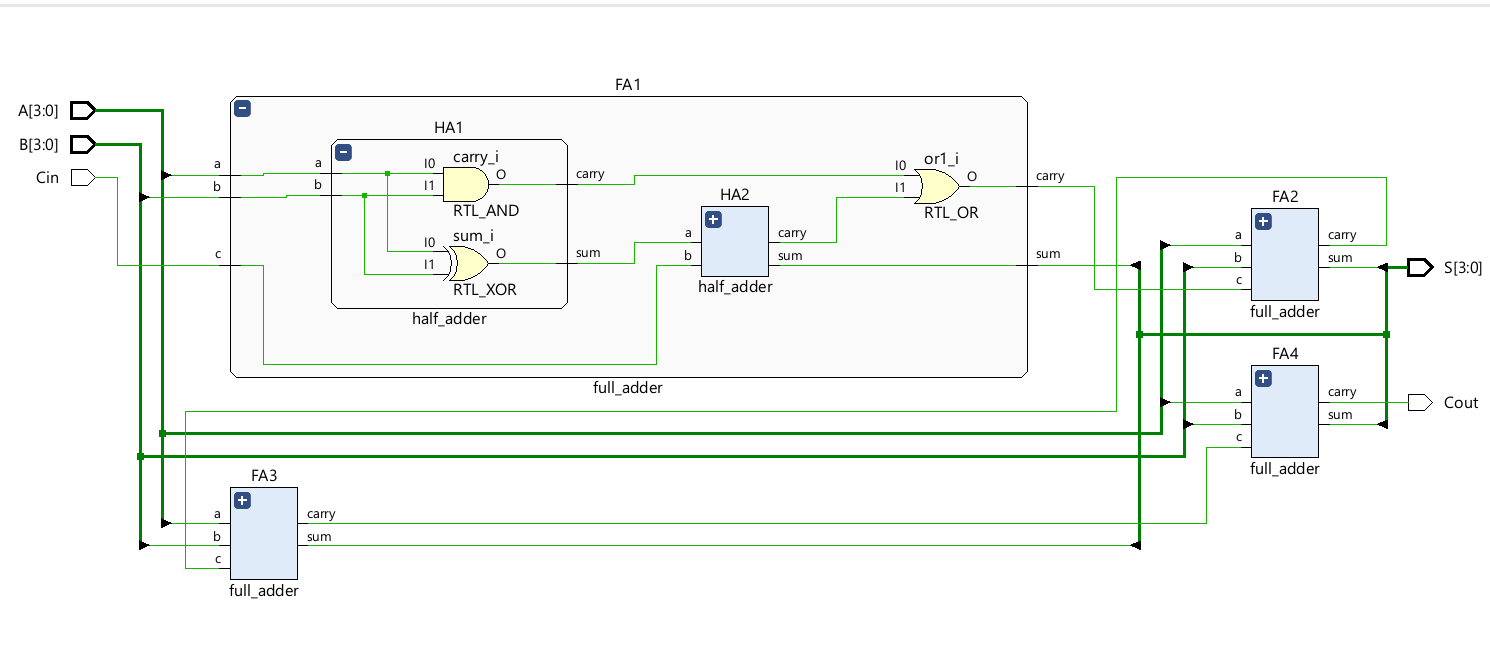 FA1
A[3:0]
B[3:0]
Cin
a
b
c
HA1
a
b
carry_i
I0
I1
O
RTL_AND
sum_i
I0
I1
O
RTL_XOR
carry
sum
half_adder
HA2
a
b
carry
sum
half_adder
or1_i
I0
I1
O
RTL_OR
carry
sum
full_adder
FA2
a
b
c
carry
sum
full_adder
S[3:0]
FA4
a
b
c
carry
sum
full_adder
Cout
FA3
a
b
c
carry
sum
full_adder